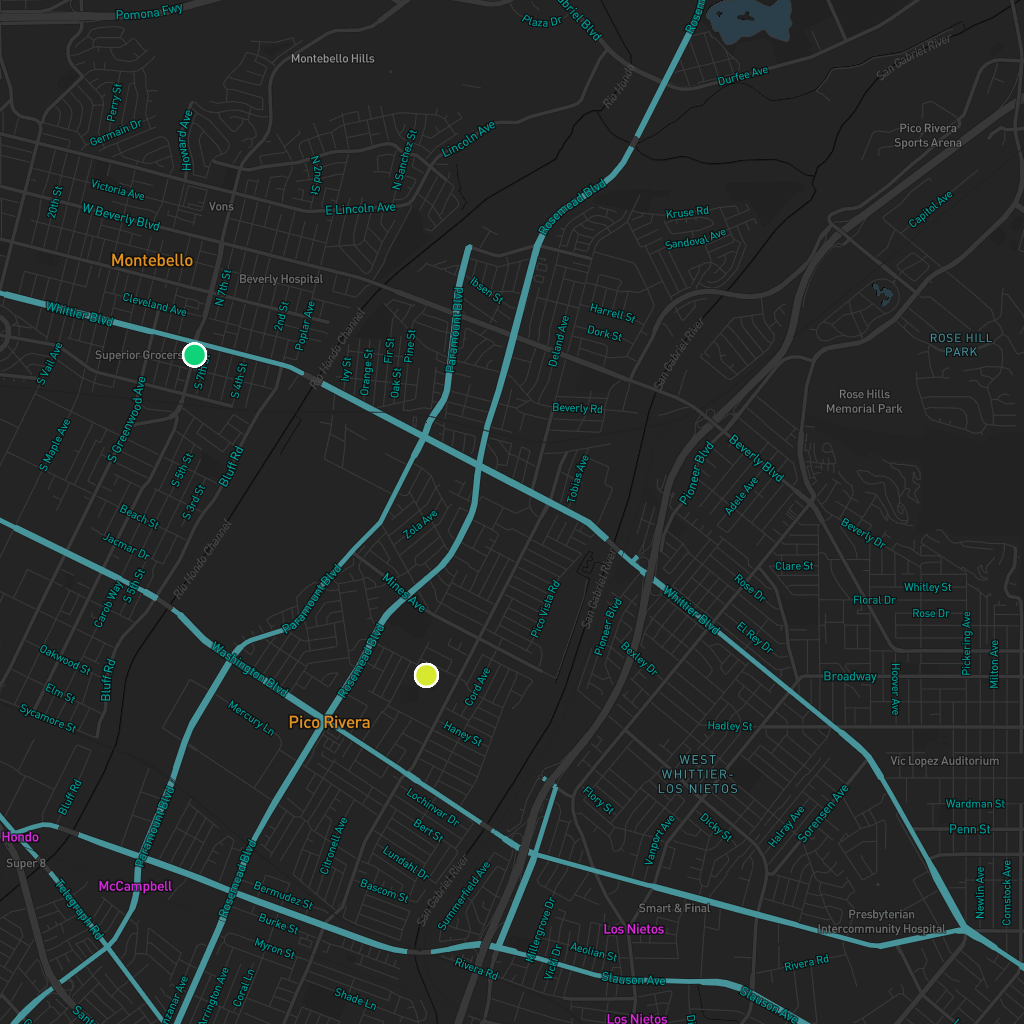 Pomona Fwy
Plaza Dr
Gabriel Blvd
Rosem
Montebello Hills
Durfee Ave
San Gabriel River
Rio Hondo
Perry St
Germain Dr
Howard Ave
Lincoln Ave
N Sanchez St
N 2nd St
Pico Rivera
Sports Arena
20th St
Victoria Ave
W Beverly Blvd
Vons
E Lincoln Ave
Rosemead Blvd
Kruse Rd
Sandoval Ave
Capitol Ave
Montebello
N 7th St
Beverly Hospital
Ibsen St
Cleveland Ave
Whittier Blvd
2nd St
Poplar Ave
Paramount Blvd
Harrell St
Dork St
Deland Ave
San Gabriel River
ROSE HILL
PARK
Superior Grocers
S 7th
S 4th St
S Vail Ave
Rio Hondo Channel
Ivy St
Orange St
Fir St
Oak St
Pine St
Rose Hills
Memorial Park
S Greenwood Ave
Beverly Rd
S Maple Ave
S 5th St
S 3rd St
Bluff Rd
Tobias Ave
Pioneer Blvd
Beverly Blvd
Adele Ave
Beach St
Jacmar Dr
Zola Ave
Beverly Dr
Rio Hondo Channel
Carob Way
S 5th St
Paramount Blvd
Mines Ave
Pico Vista Rd
San Gabriel River
Pioneer Blvd
Clare St
Rose Dr
Whittier Blvd
El Rey Dr
Whitley St
Floral Dr
Rose Dr
Pickering Ave
Milton Ave
Oakwood St
Elm St
Sycamore St
Bluff Rd
Washington Blvd
Rosemead Blvd
Cord Ave
Bexley Dr
Broadway
Hoover Ave
Mercury Ln
Pico Rivera
Haney St
Hadley St
WEST
WHITTIER-
LOS NIETOS
Vic Lopez Auditorium
Bluff Rd
Paramount Blvd
Lochinvar Dr
Bert St
Flory St
Dicky St
Vanport Ave
Halray Ave
Sorensen Ave
Wardman St
Penn St
Hondo
Super 8
McCampbell
Rosemead Blvd
Citronell Ave
Lundahl Dr
Bascom St
San Gabriel River
Summerfield Ave
Newlin Ave
Comstock Ave
Telegraph Rd
Bermudez St
Burke St
Myron St
Millergrove Dr
Vicki Dr
Smart & Final
Los Nietos
Presbyterian
Intercommunity Hospital
Aeolian St
Rivera Rd
Rivera Rd
Slauson Ave
Slauson Ave
Coral Ln
Shade Ln
Los Nietos